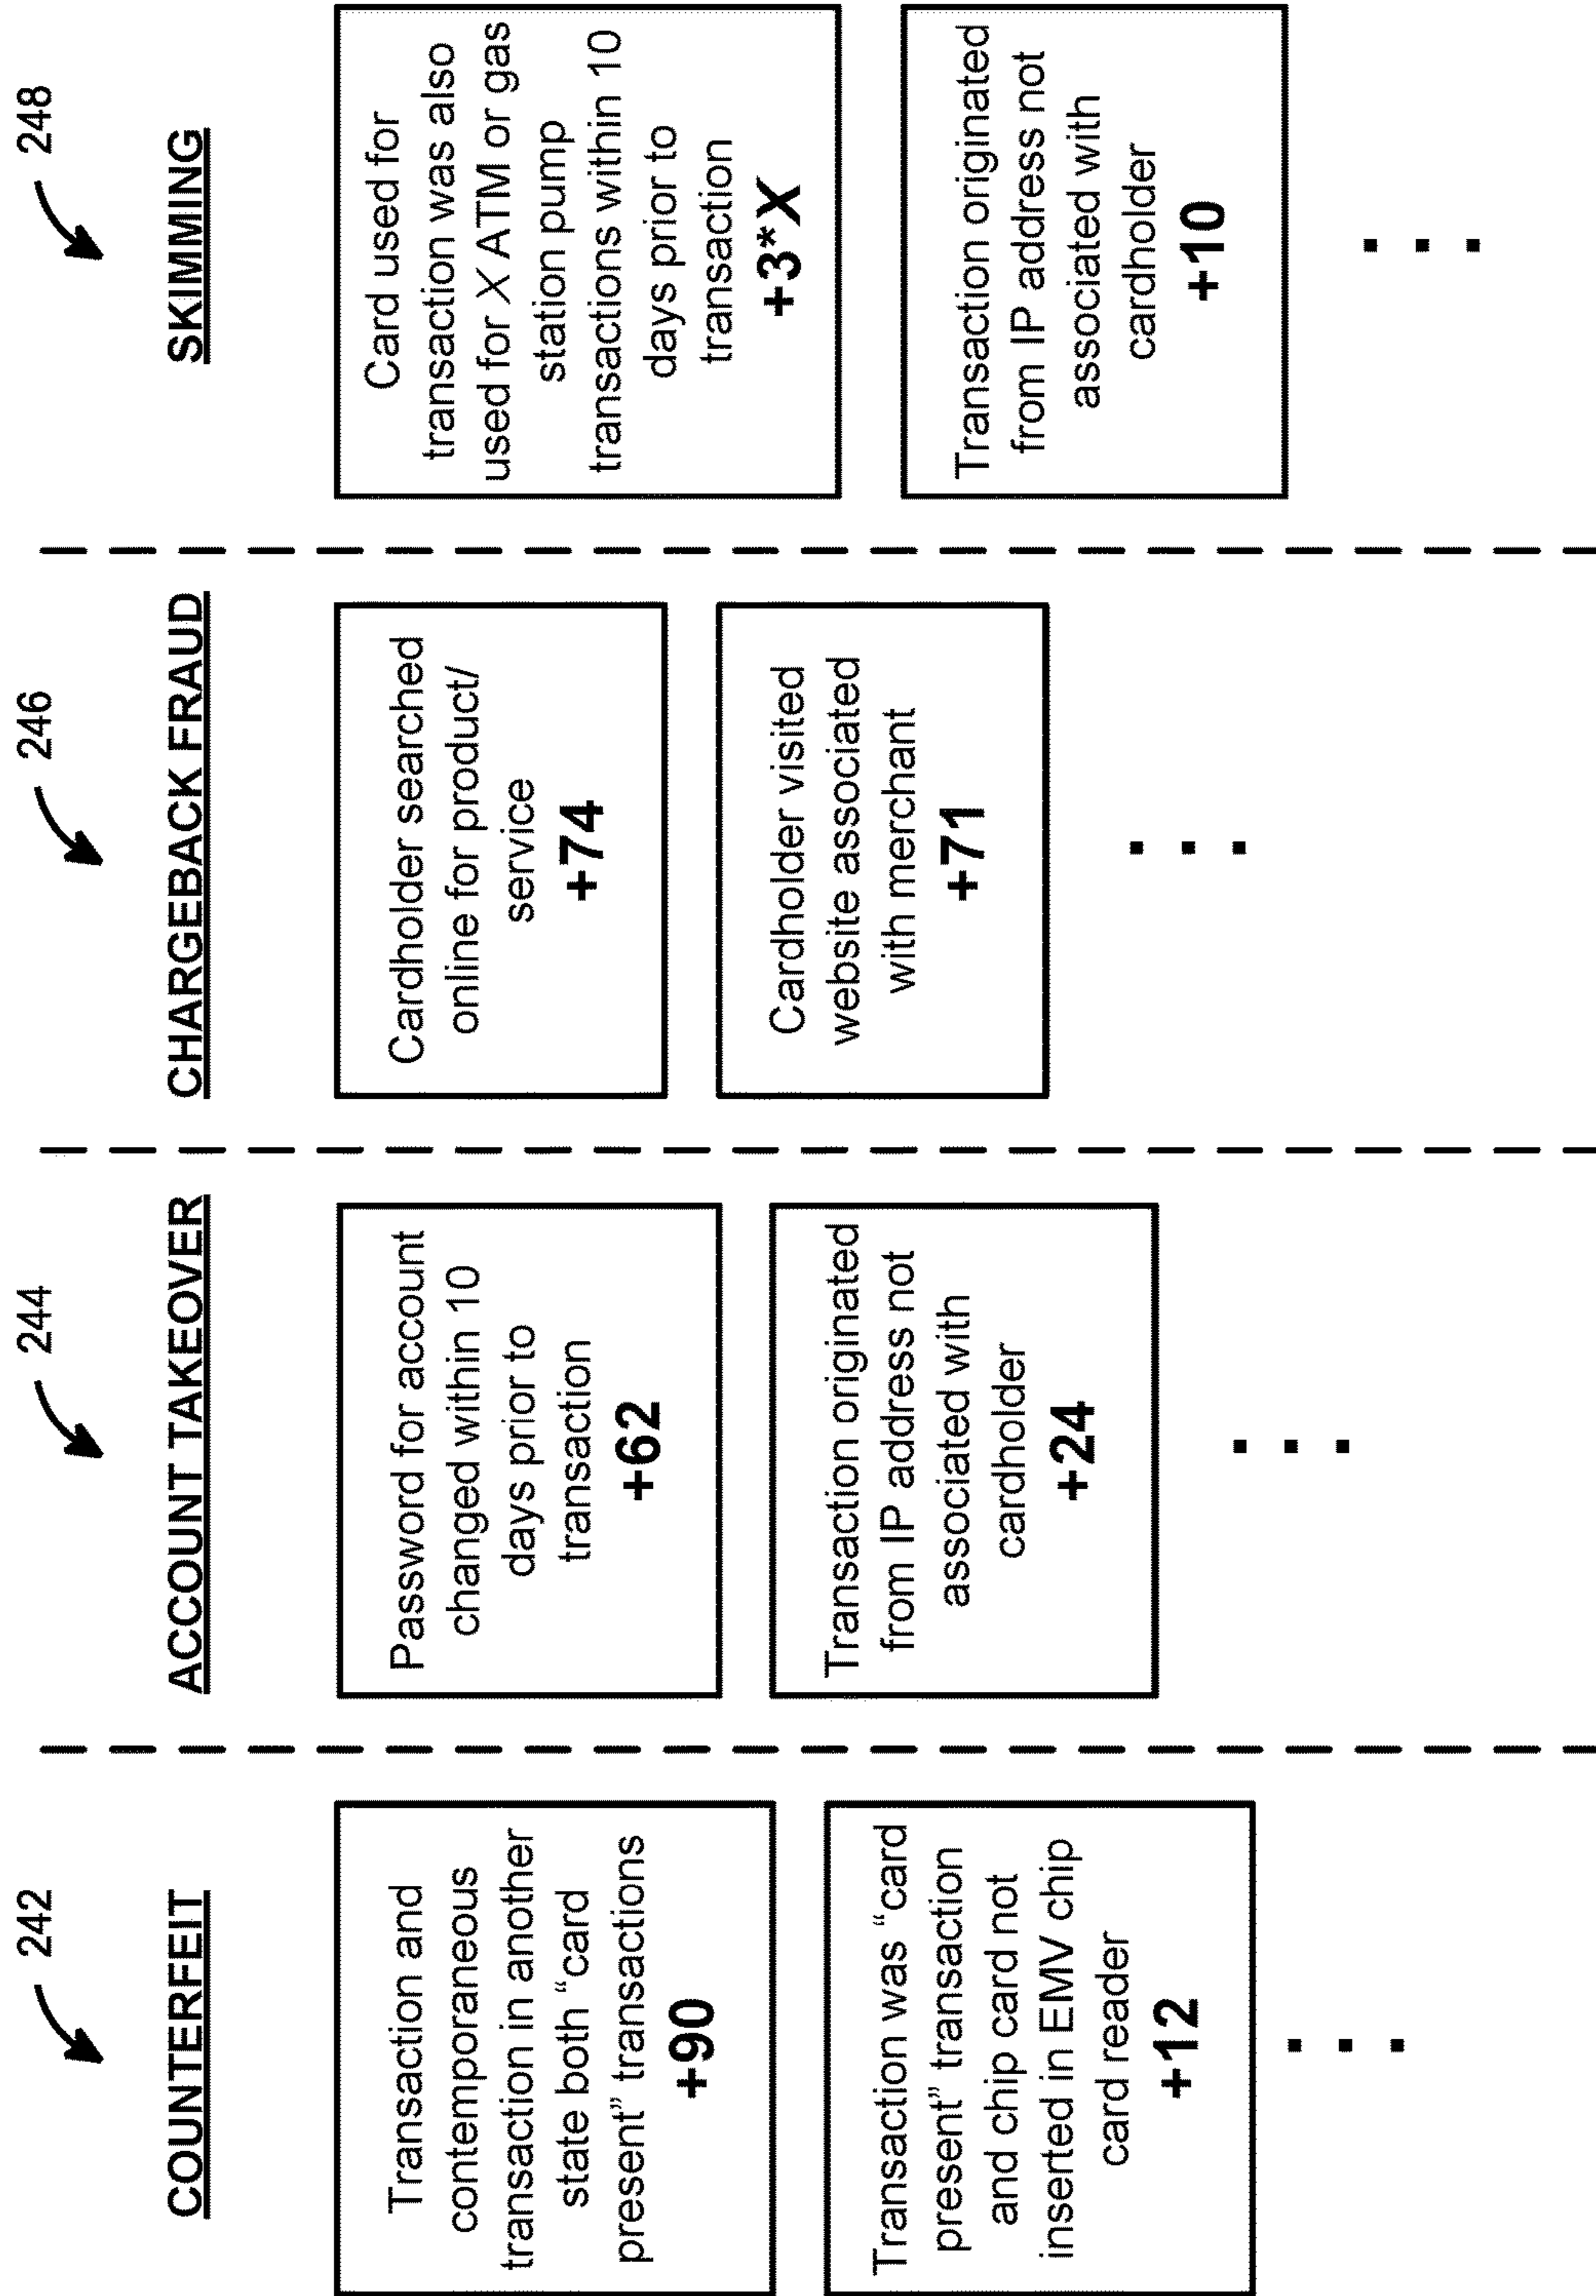 242
COUNTERFEIT
Transaction and
contemporaneous
transaction in another
state both “card
present” transactions
+90
Transaction was “card
present” transaction
and chip card not
inserted in EMV chip
card reader
+12
244
ACCOUNT TAKEOVER
Password for account
changed within 10
days prior to
transaction
+62
Transaction originated
from IP address not
associated with
cardholder
+24
246
CHARGEBACK FRAUD
Cardholder searched
online for product/
service
+74
Cardholder visited
website associated
with merchant
+71
248
SKIMMING
Card used for
transaction was also
used for X ATM or gas
station pump
transactions within 10
days prior to
transaction
+3*X
Transaction originated
from IP address not
associated with
cardholder
+10